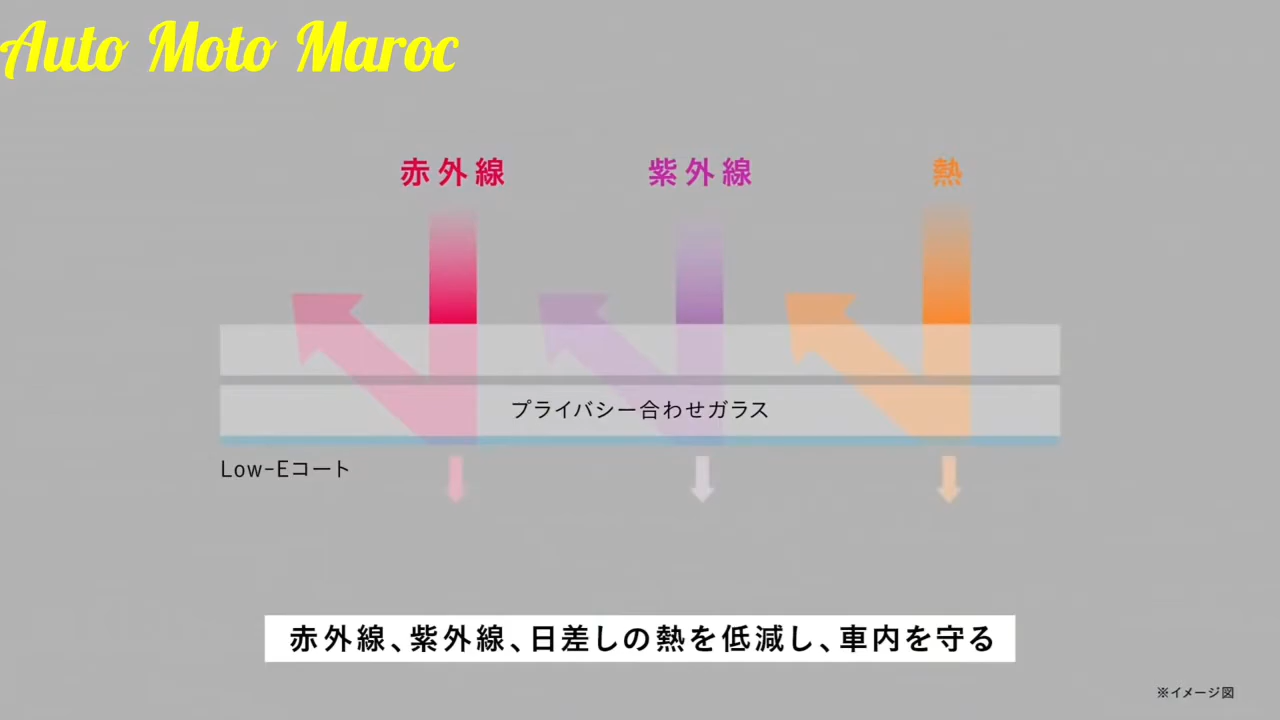 Auto Moto Maroc
赤外線
紫外線
熱
プライバシー合わせガラス
Low-Eコート
赤外線、紫外線、日差しの熱を低減し、車内を守る
※イメージ図